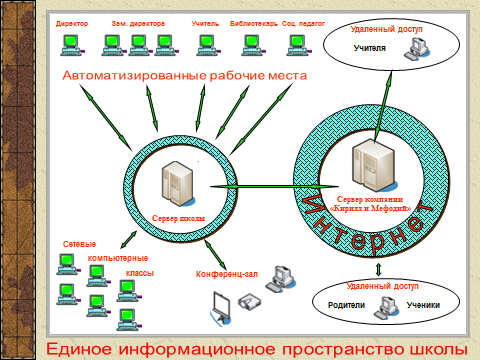 Директор Зам. директора Учитель Библиотекарь Соц. педагог
Удаленный доступ
Учителя
Автоматизированные рабочие места
Сервер школы
Сервер компании
«Кирилл и Мефодий»
Интернет
Сетевые
компьютерные
классы
Конференц-зал
Удаленный доступ
Родители Ученики
Единое информационное пространство школы